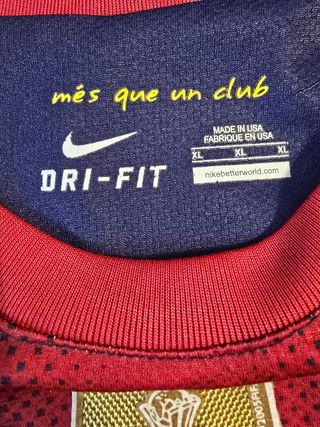 més que un club
MADE IN USA
FABRIQUE EN USA
XL XL XL
nikebetterworld.com
DRI-FIT